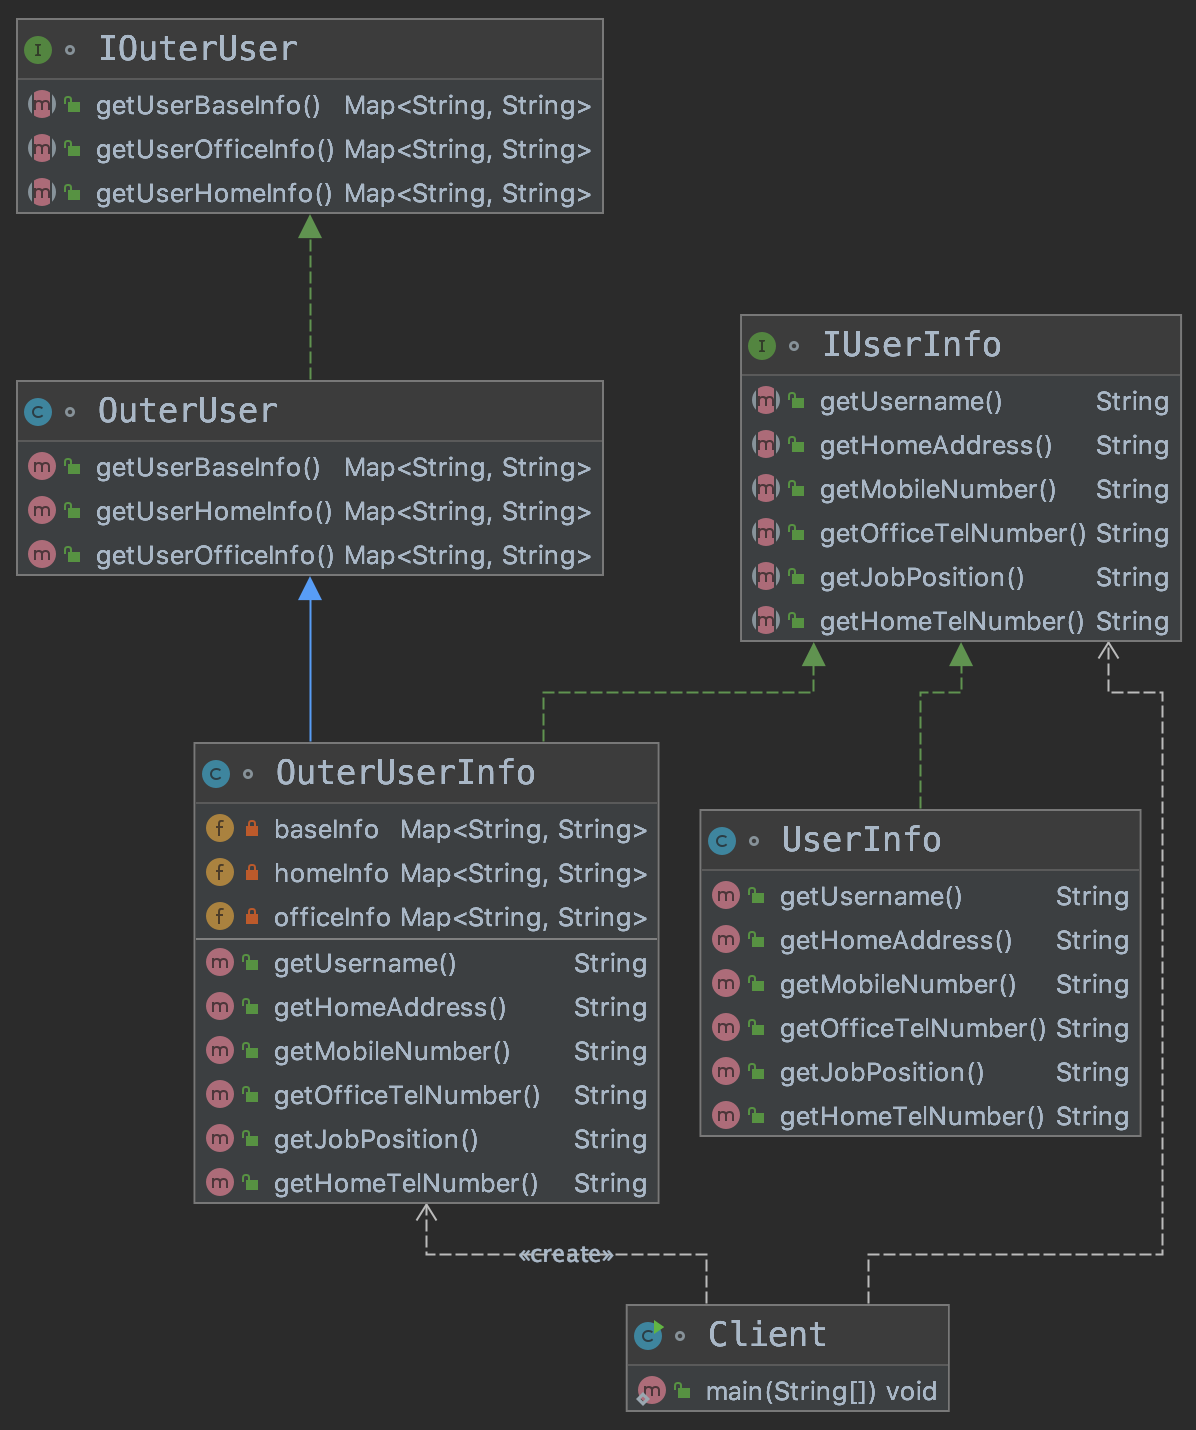 IOuterUser
getUserBaseInfo() Map<String, String>
getUserOfficeInfo() Map<String, String>
getUserHomeInfo() Map<String, String>
OuterUser
getUserBaseInfo() Map<String, String>
getUserHomeInfo() Map<String, String>
getUserOfficeInfo() Map<String, String>
IUserInfo
getUsername() String
getHomeAddress() String
getMobileNumber() String
getOfficeTelNumber() String
getJobPosition() String
getHomeTelNumber() String
OuterUserInfo
baseInfo Map<String, String>
homeInfo Map<String, String>
officeInfo Map<String, String>
getUsername() String
getHomeAddress() String
getMobileNumber() String
getOfficeTelNumber() String
getJobPosition() String
getHomeTelNumber() String
UserInfo
getUsername() String
getHomeAddress() String
getMobileNumber() String
getOfficeTelNumber() String
getJobPosition() String
getHomeTelNumber() String
«create»
Client
main(String[]) void